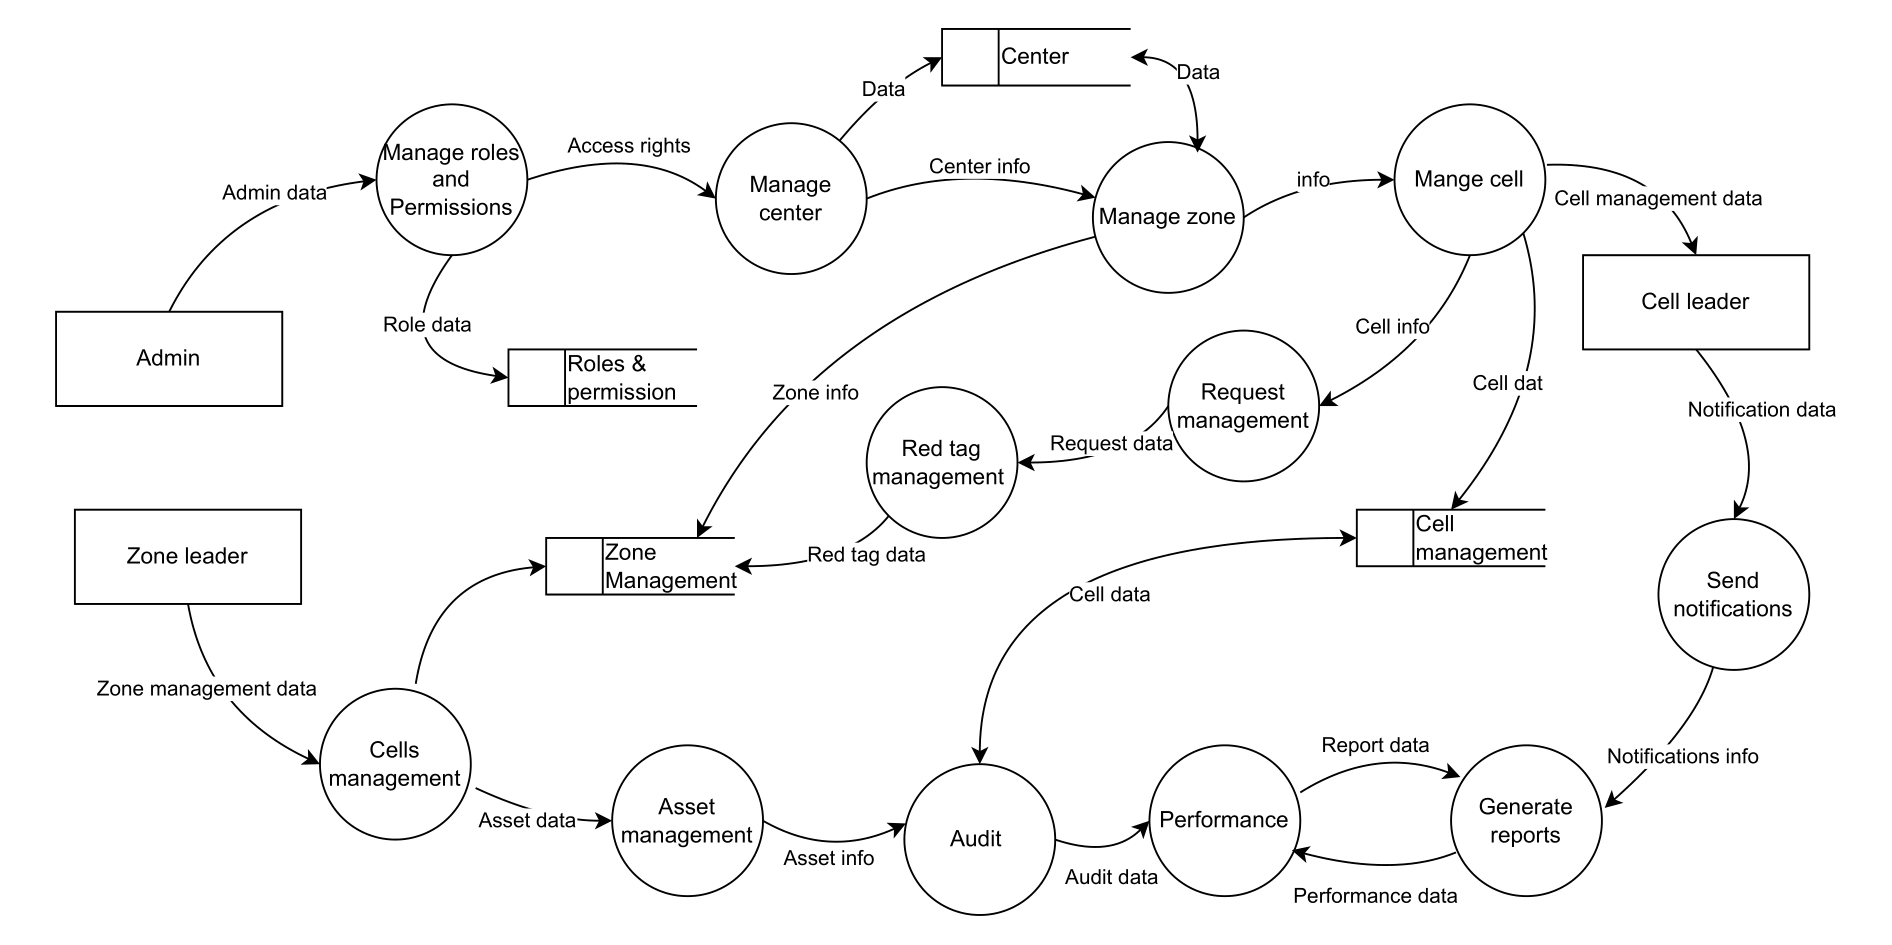 Center
Data
Data
Manage roles
and
Permissions
Access rights
Admin data
Manage
center
Center info
Manage zone
info
Mange cell
Cell management data
Admin
Role data
Roles &
permission
Zone info
Cell info
Cell leader
Request
management
Cell dat
Notification data
Red tag
management
Request data
Zone leader
Zone
Management
Red tag data
Cell
management
Cell data
Send
notifications
Zone management data
Cells
management
Asset data
Asset
management
Asset info
Audit
Audit data
Performance
Report data
Generate
reports
Notifications info
Performance data